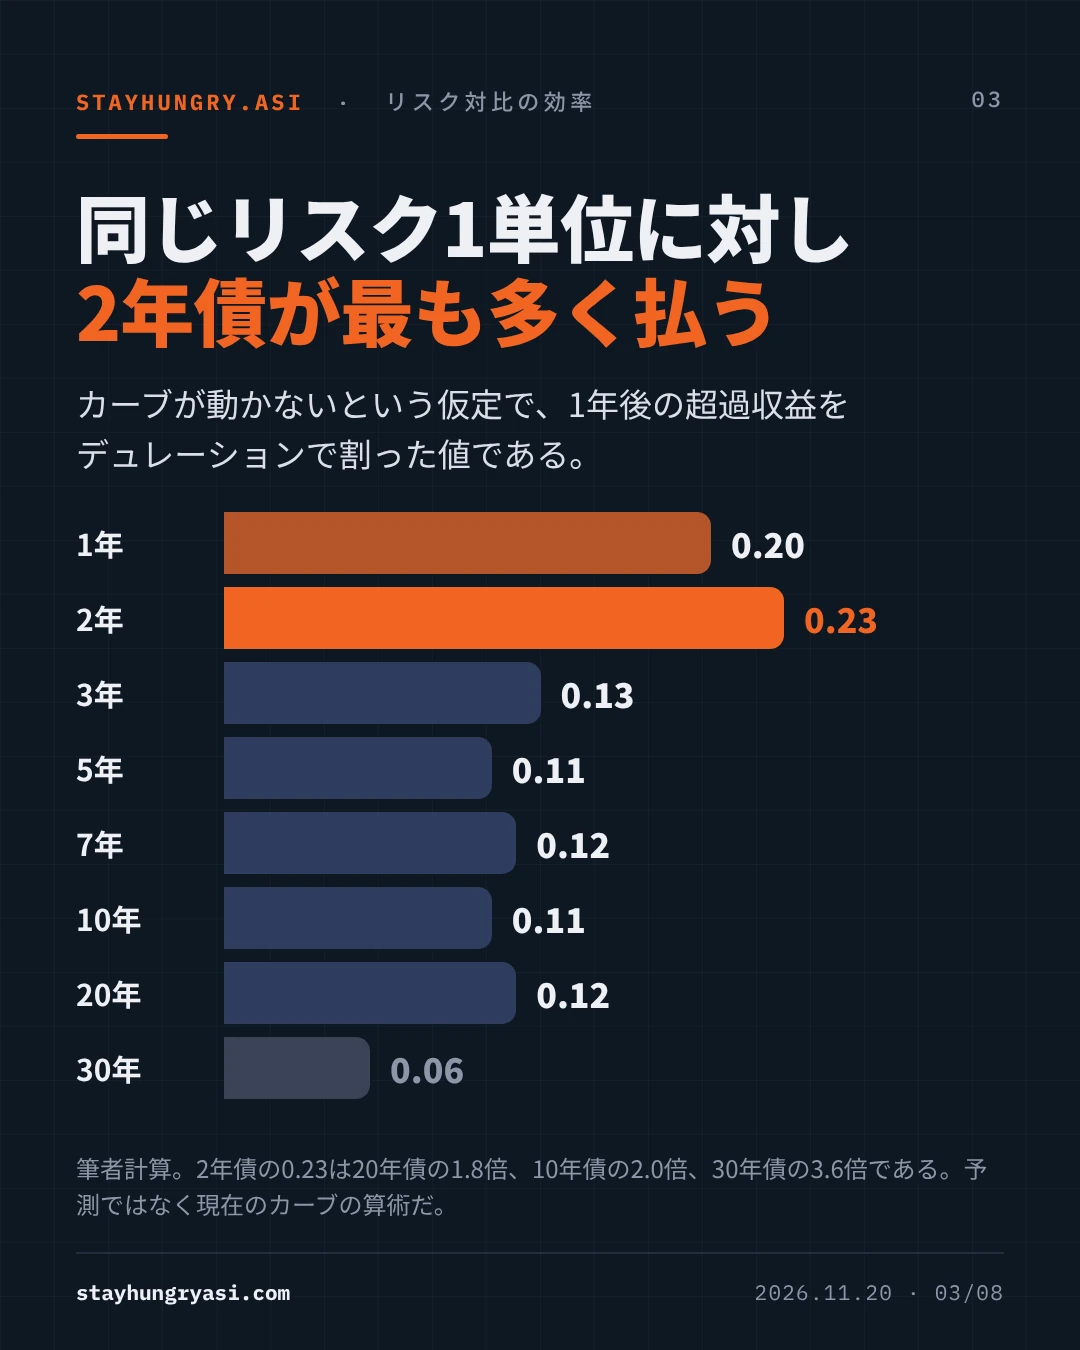 STAYHUNGRY.ASI · リスク対比の効率 03
同じリスク1単位に対し
2年債が最も多く払う
カーブが動かないという仮定で、1年後の超過収益を
デュレーションで割った値である。
1年 0.20
2年 0.23
3年 0.13
5年 0.11
7年 0.12
10年 0.11
20年 0.12
30年 0.06
筆者計算。2年債の0.23は20年債の1.8倍、10年債の2.0倍、30年債の3.6倍である。予
測ではなく現在のカーブの算術だ。
stayhungryasi.com 2026.11.20 · 03/08